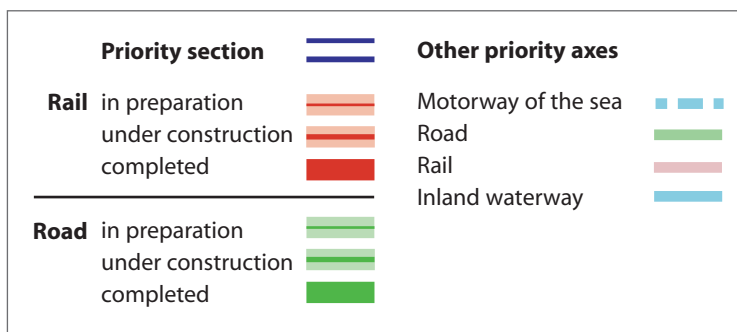 Priority section
Rail in preparation
under construction
completed
Road in preparation
under construction
completed
Other priority axes
Motorway of the sea
Road
Rail
Inland waterway